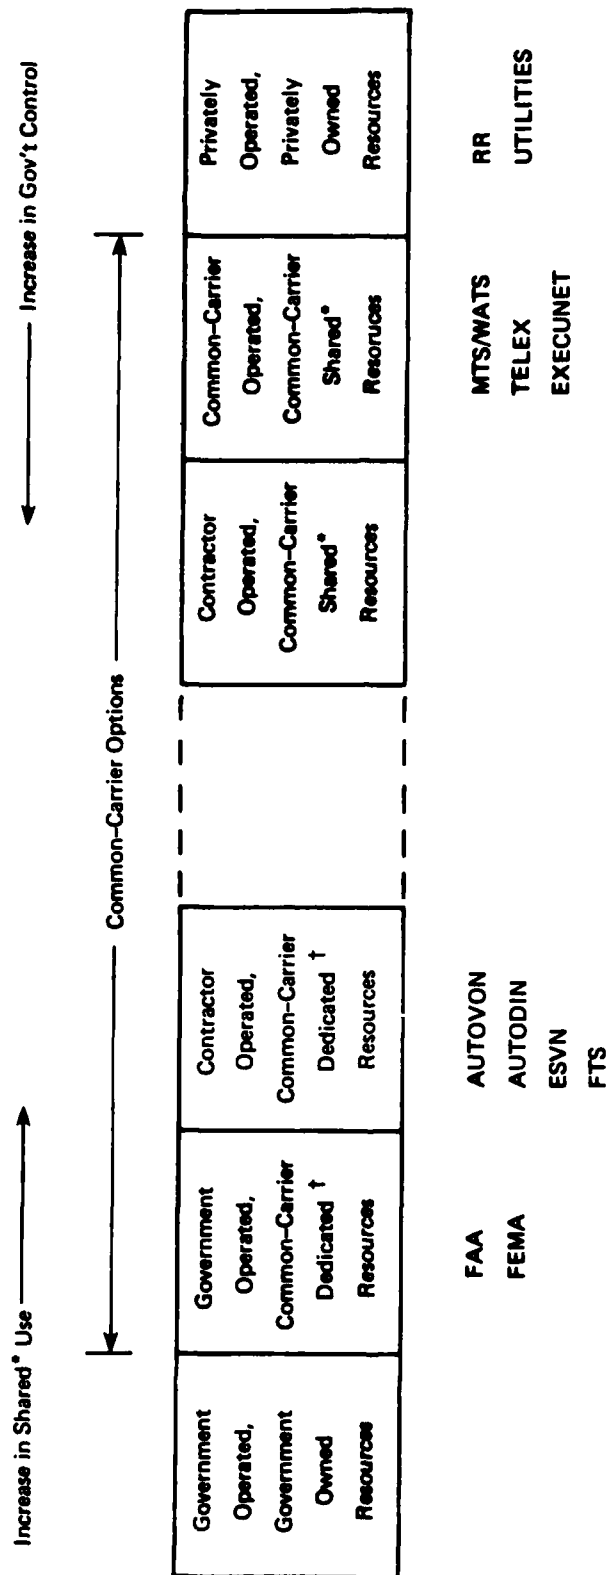 Increase in Shared* Use
Increase in Gov't Control
Common-Carrier Options
Government
Operated,
Government
Owned
Resources
Government
Operated,
Common-Carrier
Dedicated †
Resources
Contractor
Operated,
Common-Carrier
Dedicated †
Resources
Contractor
Operated,
Common-Carrier
Shared*
Resources
Common-Carrier
Operated,
Common-Carrier
Shared*
Resoruces
Privately
Operated,
Privately
Owned
Resources
FAA
FEMA
AUTOVON
AUTODIN
ESVN
FTS
MTS/WATS
TELEX
EXECUNET
RR
UTILITIES